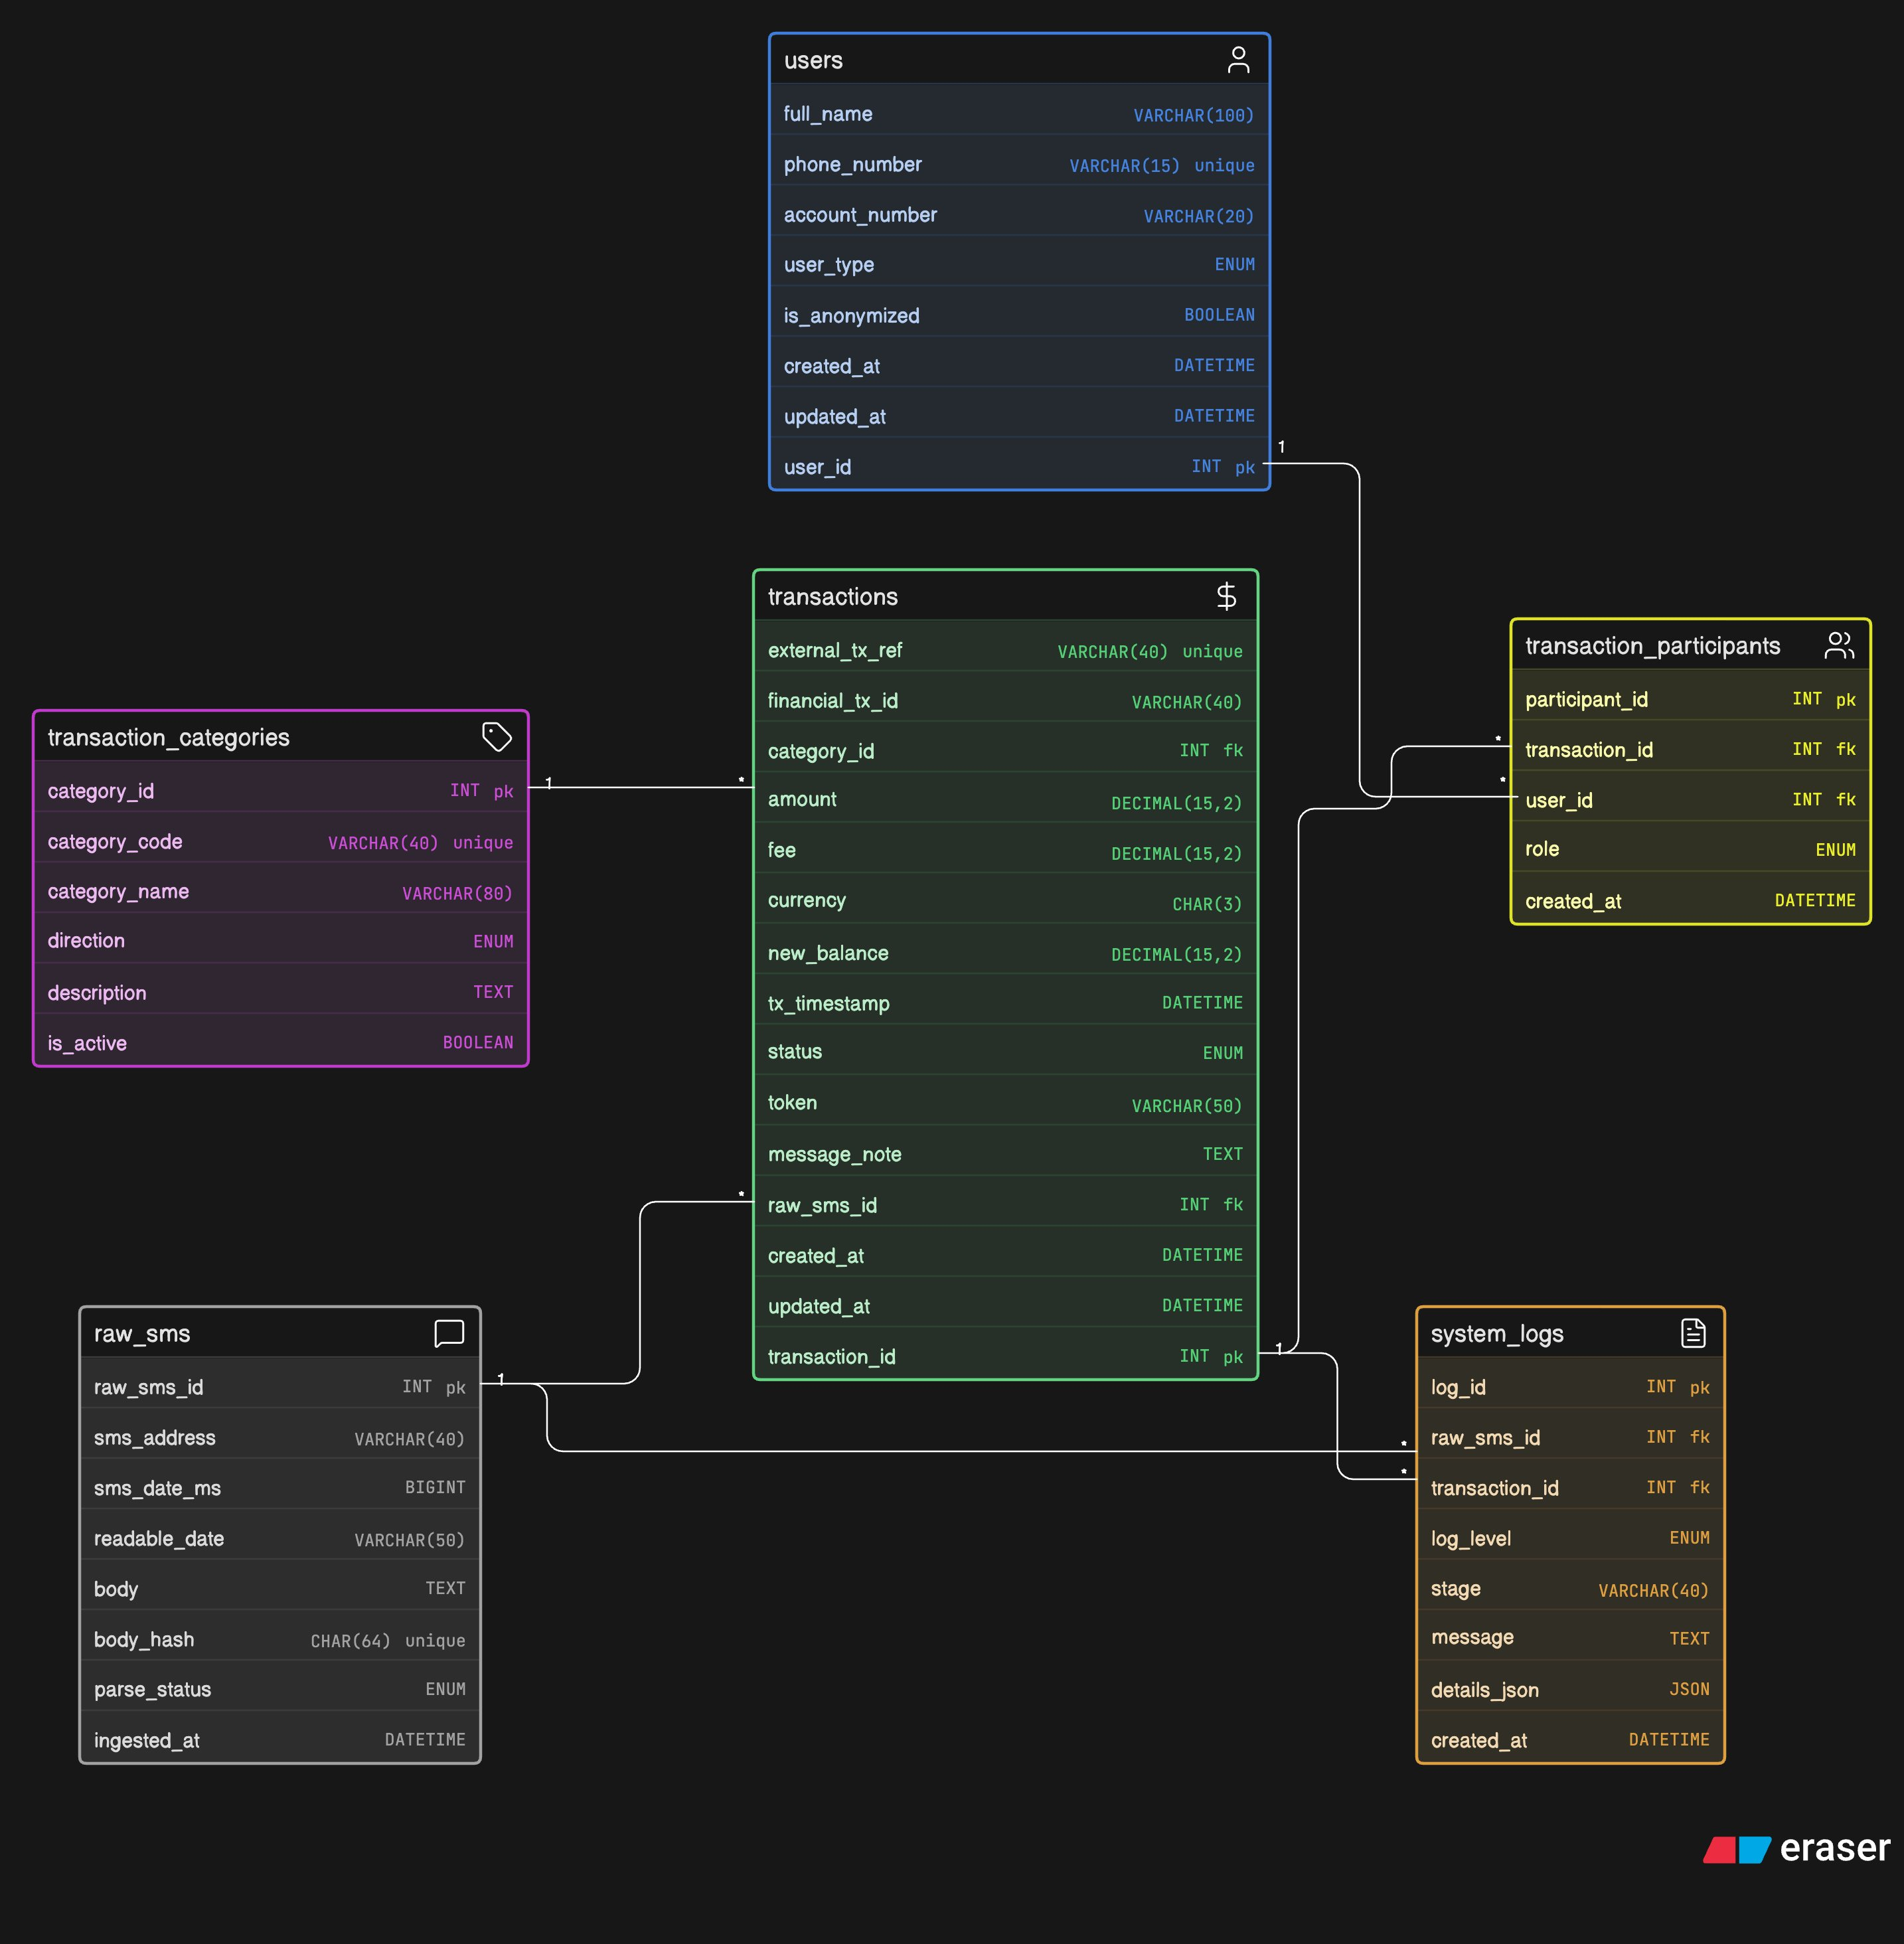 users
full_name VARCHAR(100)
phone_number VARCHAR(15) unique
account_number VARCHAR(20)
user_type ENUM
is_anonymized BOOLEAN
created_at DATETIME
updated_at DATETIME
user_id INT pk
1
transactions
external_tx_ref VARCHAR(40) unique
financial_tx_id VARCHAR(40)
category_id INT fk
amount DECIMAL(15,2)
fee DECIMAL(15,2)
currency CHAR(3)
new_balance DECIMAL(15,2)
tx_timestamp DATETIME
status ENUM
token VARCHAR(50)
message_note TEXT
raw_sms_id INT fk
created_at DATETIME
updated_at DATETIME
transaction_id INT pk
1
*
*
transaction_participants
participant_id INT pk
transaction_id INT fk
user_id INT fk
role ENUM
created_at DATETIME
*
*
transaction_categories
category_id INT pk
category_code VARCHAR(40) unique
category_name VARCHAR(80)
direction ENUM
description TEXT
is_active BOOLEAN
1
raw_sms
raw_sms_id INT pk
sms_address VARCHAR(40)
sms_date_ms BIGINT
readable_date VARCHAR(50)
body TEXT
body_hash CHAR(64) unique
parse_status ENUM
ingested_at DATETIME
1
system_logs
log_id INT pk
raw_sms_id INT fk
transaction_id INT fk
log_level ENUM
stage VARCHAR(40)
message TEXT
details_json JSON
created_at DATETIME
*
*
eraser